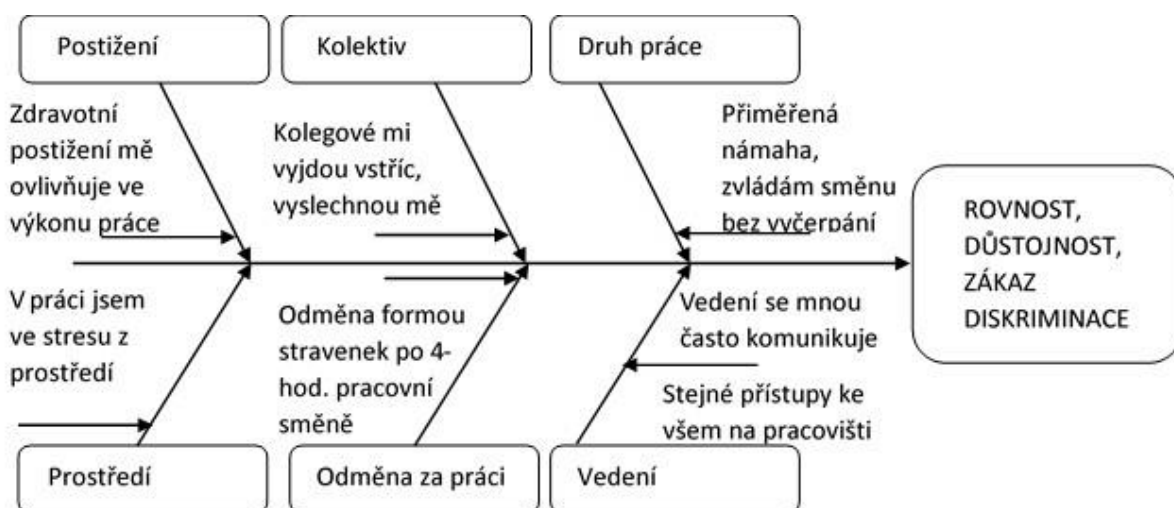 Postižení
Kolektiv
Druh práce
Zdravotní
postižení mě
ovlivňuje ve
výkonu práce
Kolegové mi
vyjdou vstříc,
vyslechnou mě
Přiměřená
námaha,
zvládám směnu
bez vyčerpání
ROVNOST,
DŮSTOJNOST,
ZÁKAZ
DISKRIMINACE
V práci jsem
ve stresu z
prostředí
Odměna formou
stravenek po 4-
hod. pracovní
směně
Vedení se mnou
často komunikuje
Stejné přístupy ke
všem na pracovišti
Prostředí
Odměna za práci
Vedení